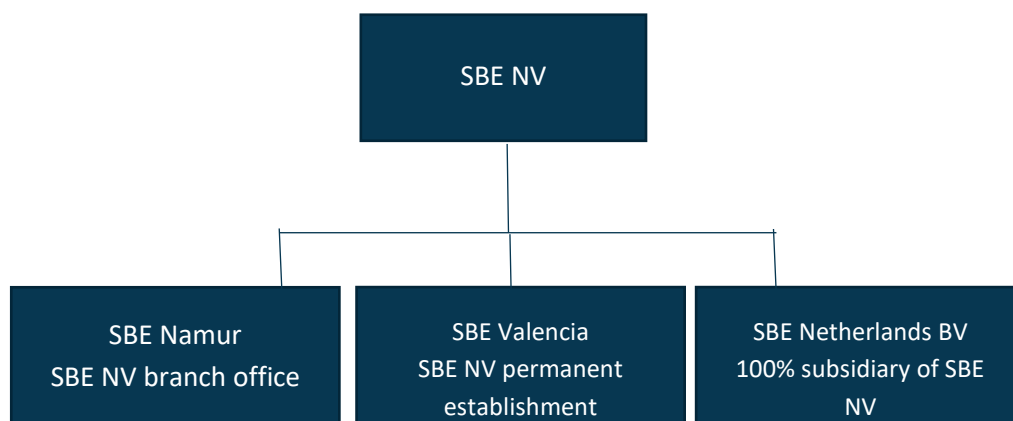 SBE NV
SBE Namur
SBE NV branch office
SBE Valencia
SBE NV permanent
establishment
SBE Netherlands BV
100% subsidiary of SBE
NV